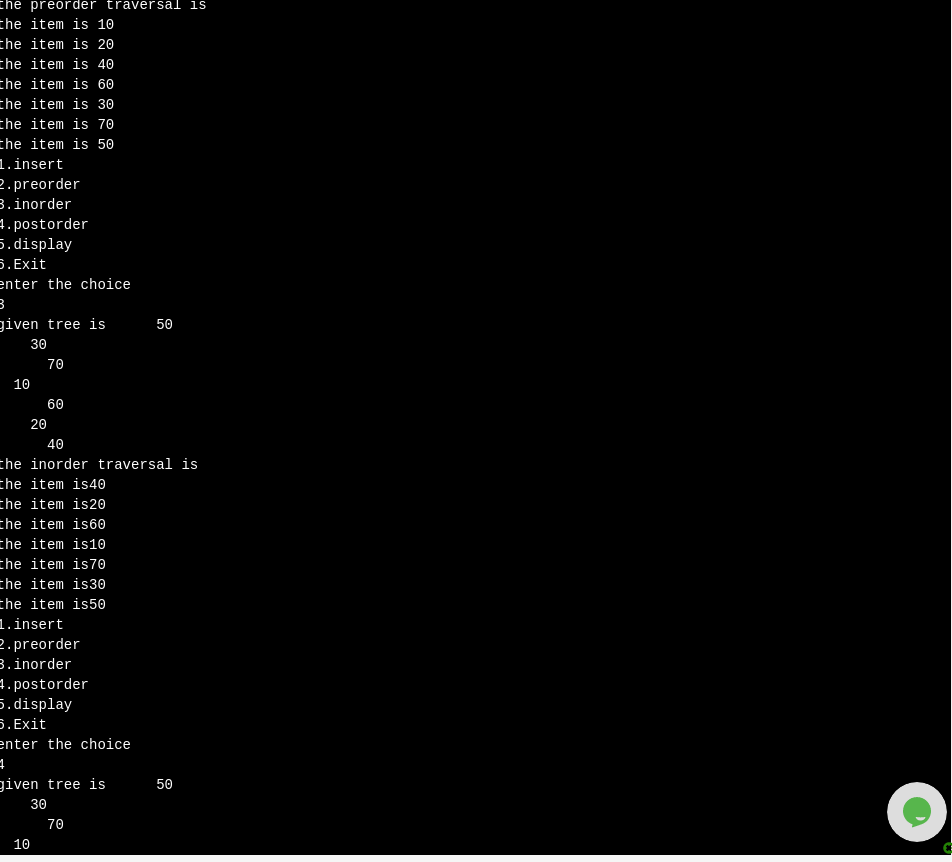 the preorder traversal is
the item is 10
the item is 20
the item is 40
the item is 60
the item is 30
the item is 70
the item is 50
1.insert
2.preorder
3.inorder
4.postorder
5.display
6.Exit
enter the choice
3
given tree is      50
    30
      70
  10
      60
    20
      40
the inorder traversal is
the item is40
the item is20
the item is60
the item is10
the item is70
the item is30
the item is50
1.insert
2.preorder
3.inorder
4.postorder
5.display
6.Exit
enter the choice
4
given tree is      50
    30
      70
  10